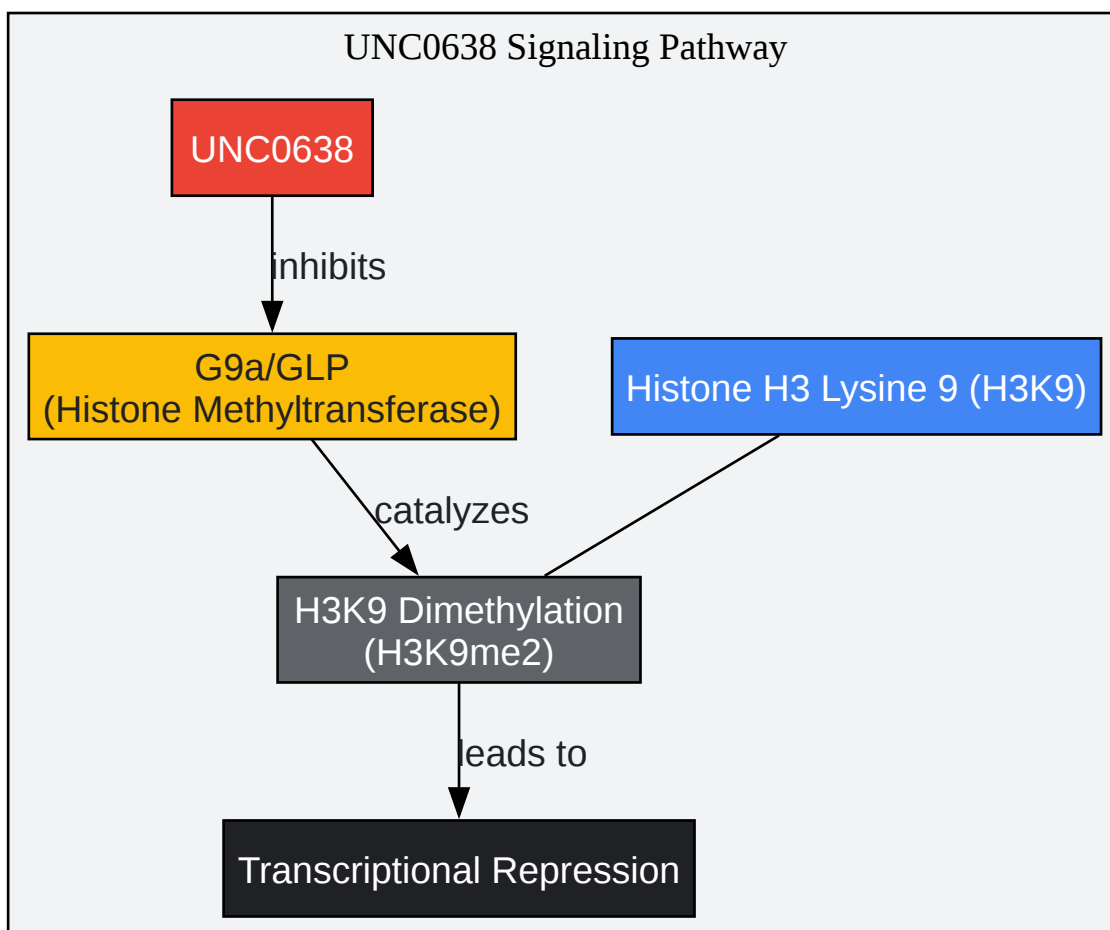 UNC0638 Signaling Pathway
UNC0638
inhibits
G9a/GLP
(Histone Methyltransferase)
Histone H3 Lysine 9 (H3K9)
catalyzes
H3K9 Dimethylation
(H3K9me2)
leads to
Transcriptional Repression